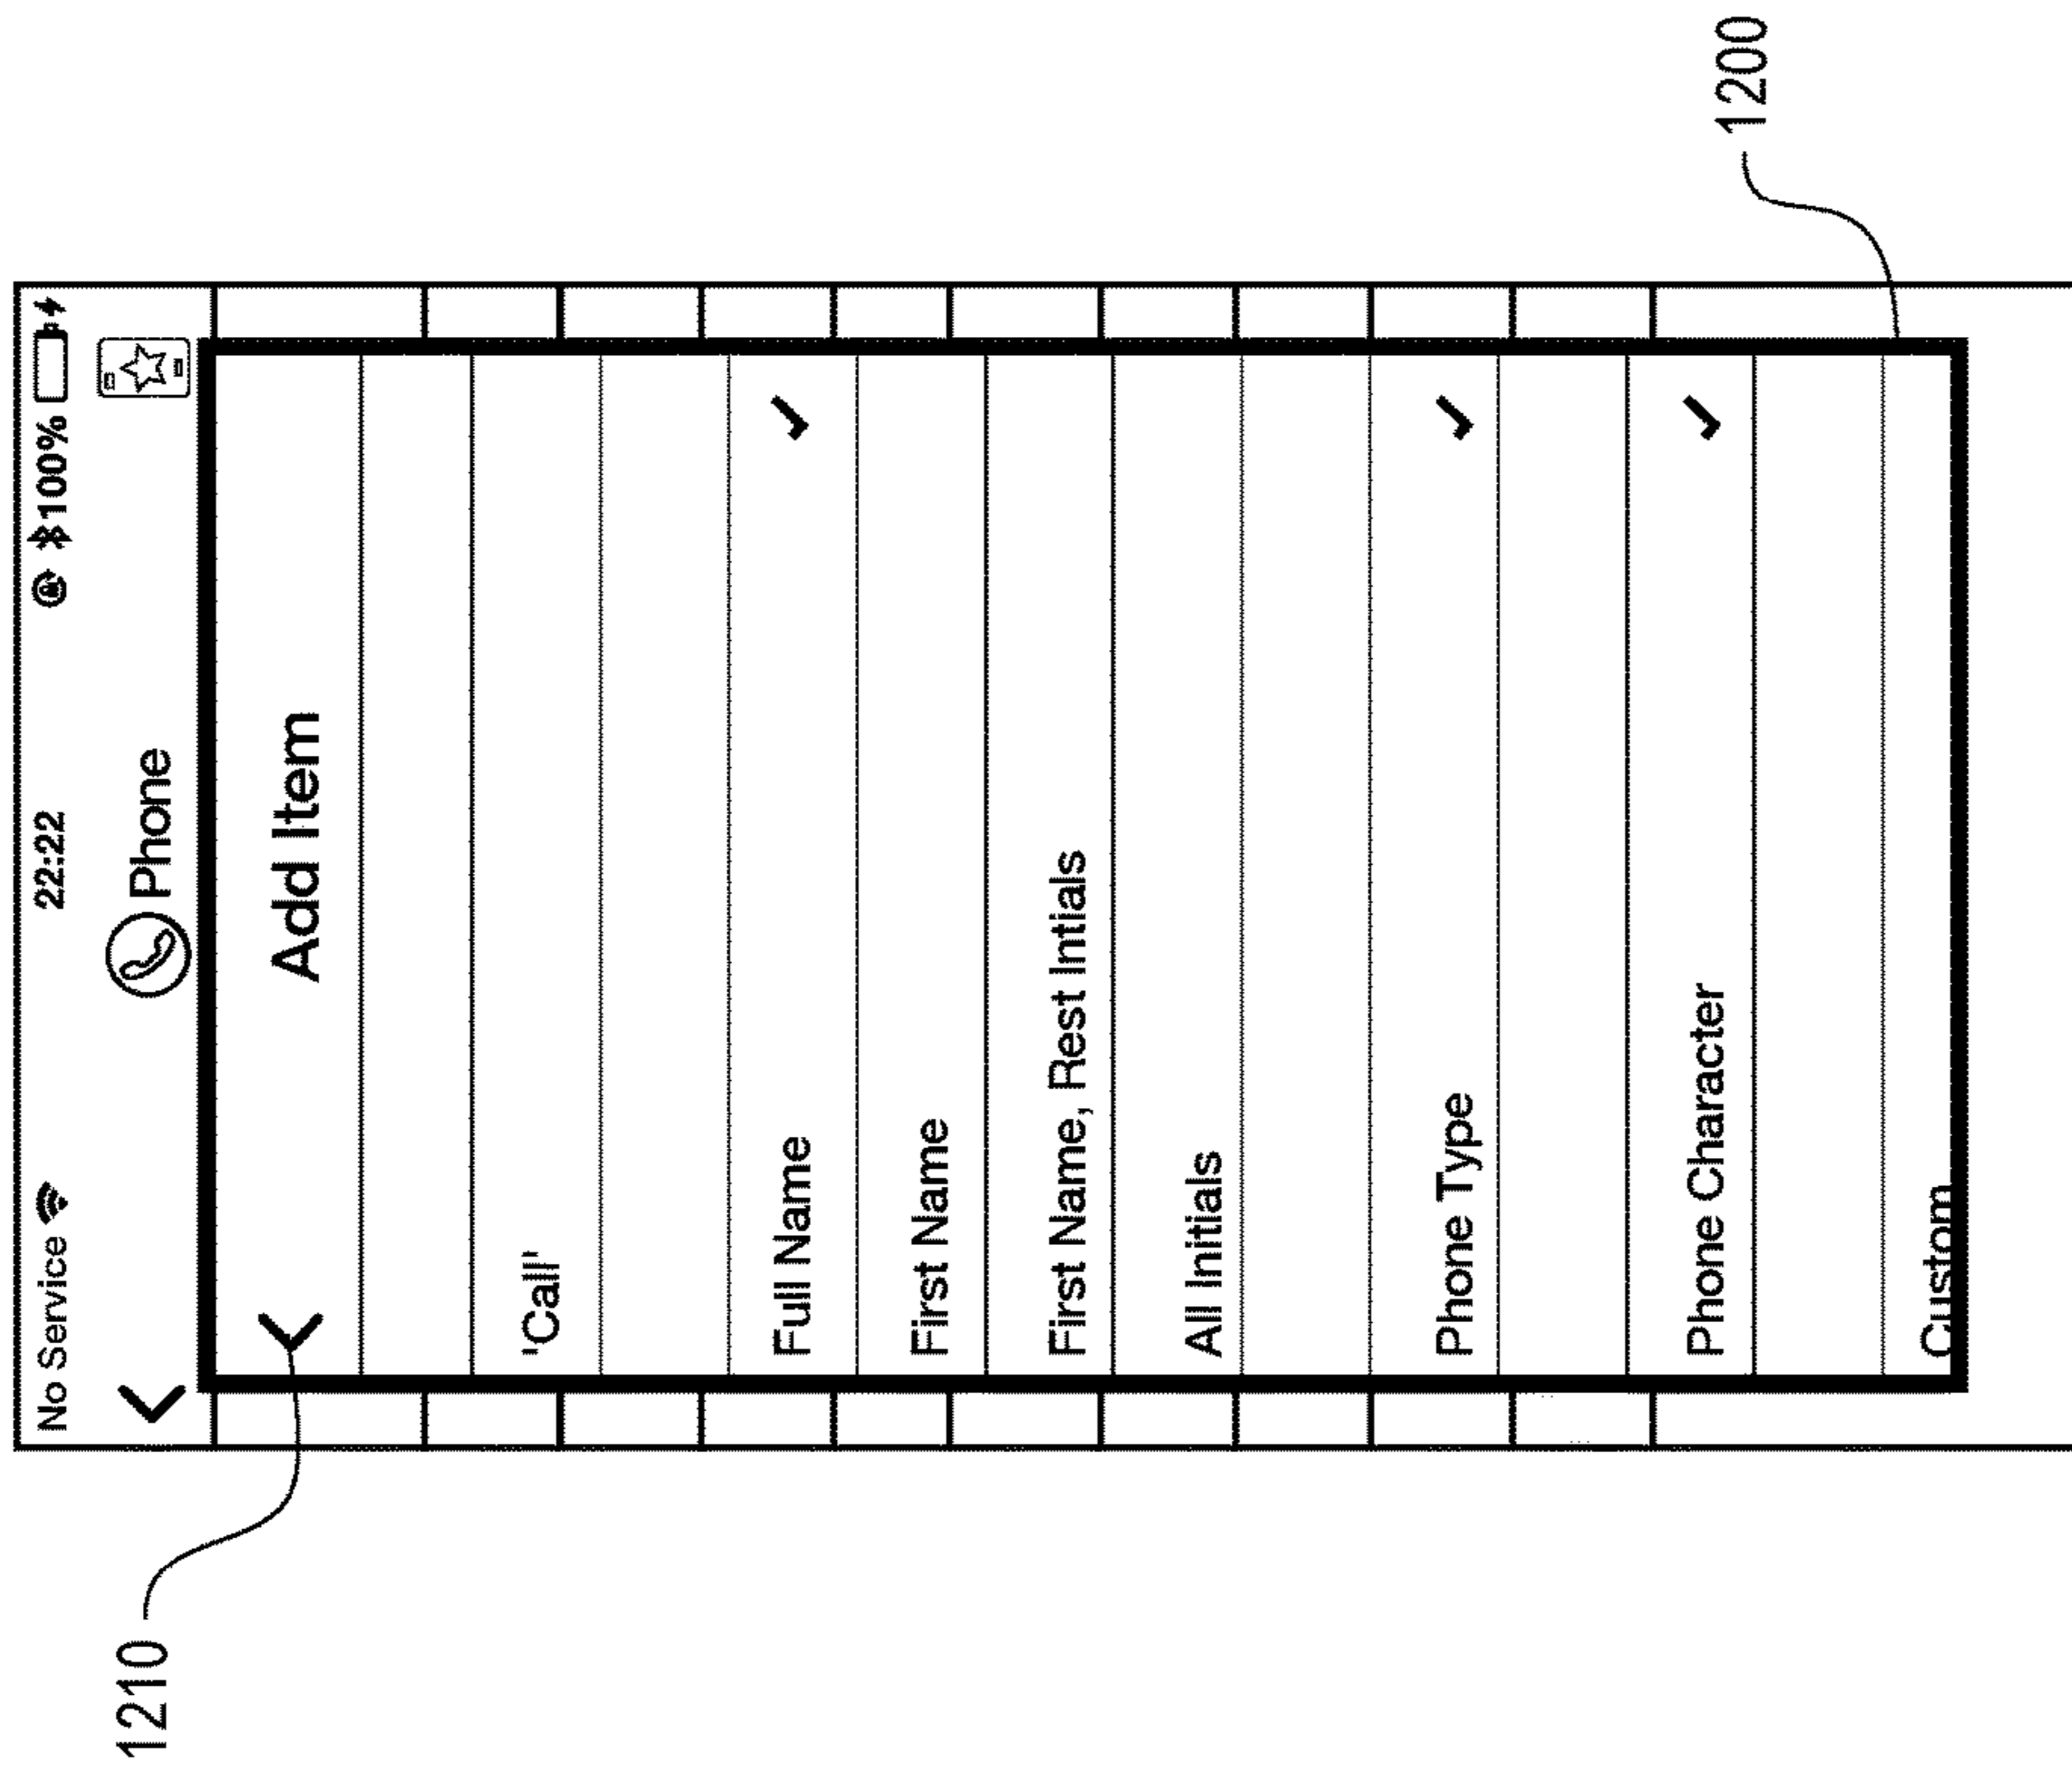 No Service 22:22 @ 100%
Phone
1210
Add Item
'Call'
Full Name
First Name
First Name, Rest Intials
All Initials
Phone Type
Phone Character
1200
Custom